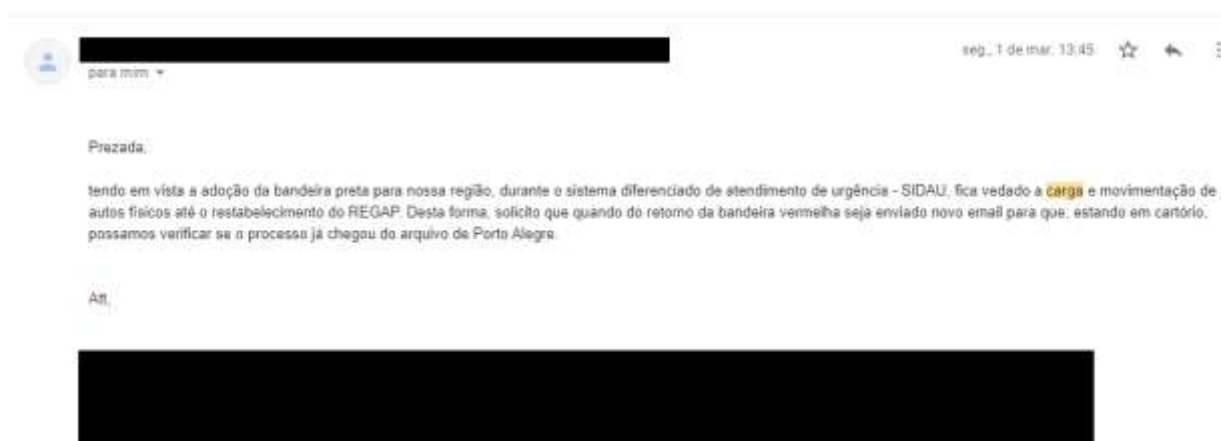 seg., 1 de mar. 13:45
para mim
Prezada,
tendo em vista a adoção da bandeira preta para nossa região, durante o sistema diferenciado de atendimento de urgência - SIDAU, fica vedado a carga e movimentação de
autos físicos até o restabelecimento do REGAP. Desta forma, solicito que quando do retorno da bandeira vermelha seja enviado novo email para que, estando em cartório,
possamos verificar se o processo já chegou do arquivo de Porto Alegre.
Att,